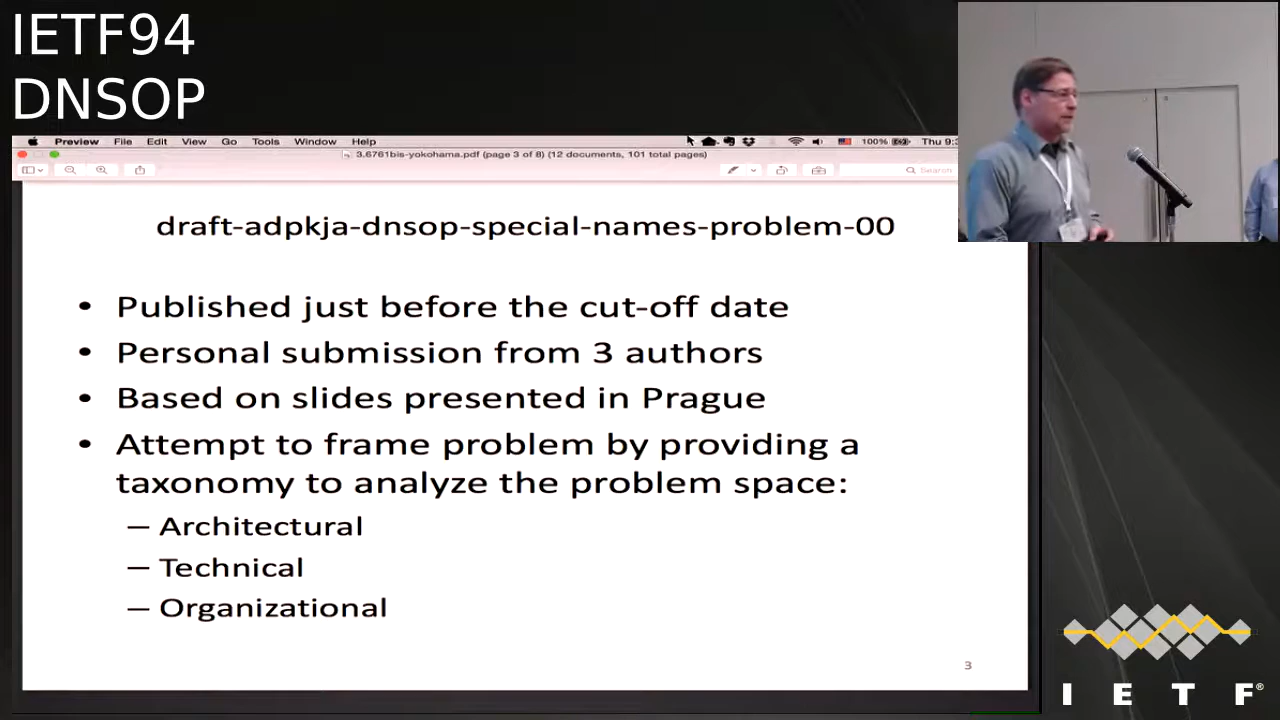 IETF94
DNSOP
Preview File Edit View Go Tools Window Help 100% Thu 9:
3.6761bis-yokohama.pdf (page 3 of 8) (12 documents, 101 total pages)
Search
draft-adpkja-dnsop-special-names-problem-00
• Published just before the cut-off date
• Personal submission from 3 authors
• Based on slides presented in Prague
• Attempt to frame problem by providing a
taxonomy to analyze the problem space:
– Architectural
– Technical
– Organizational
3
I E T F®